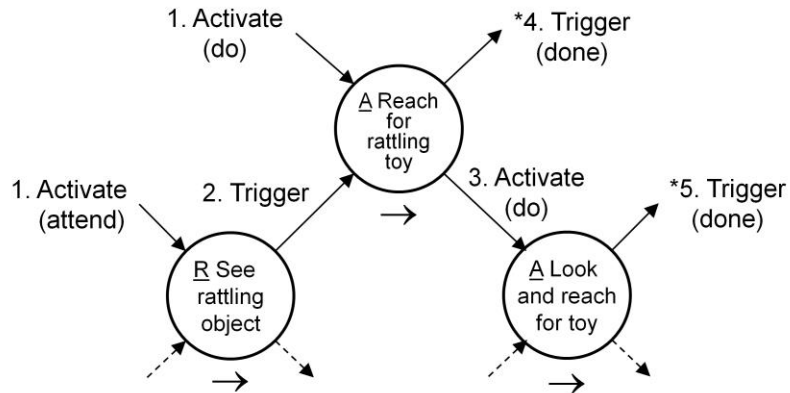 1. Activate
(do)
*4. Trigger
(done)
A Reach
for
rattling
toy
1. Activate
(attend)
2. Trigger
3. Activate
(do)
*5. Trigger
(done)
R See
rattling
object
A Look
and reach
for toy